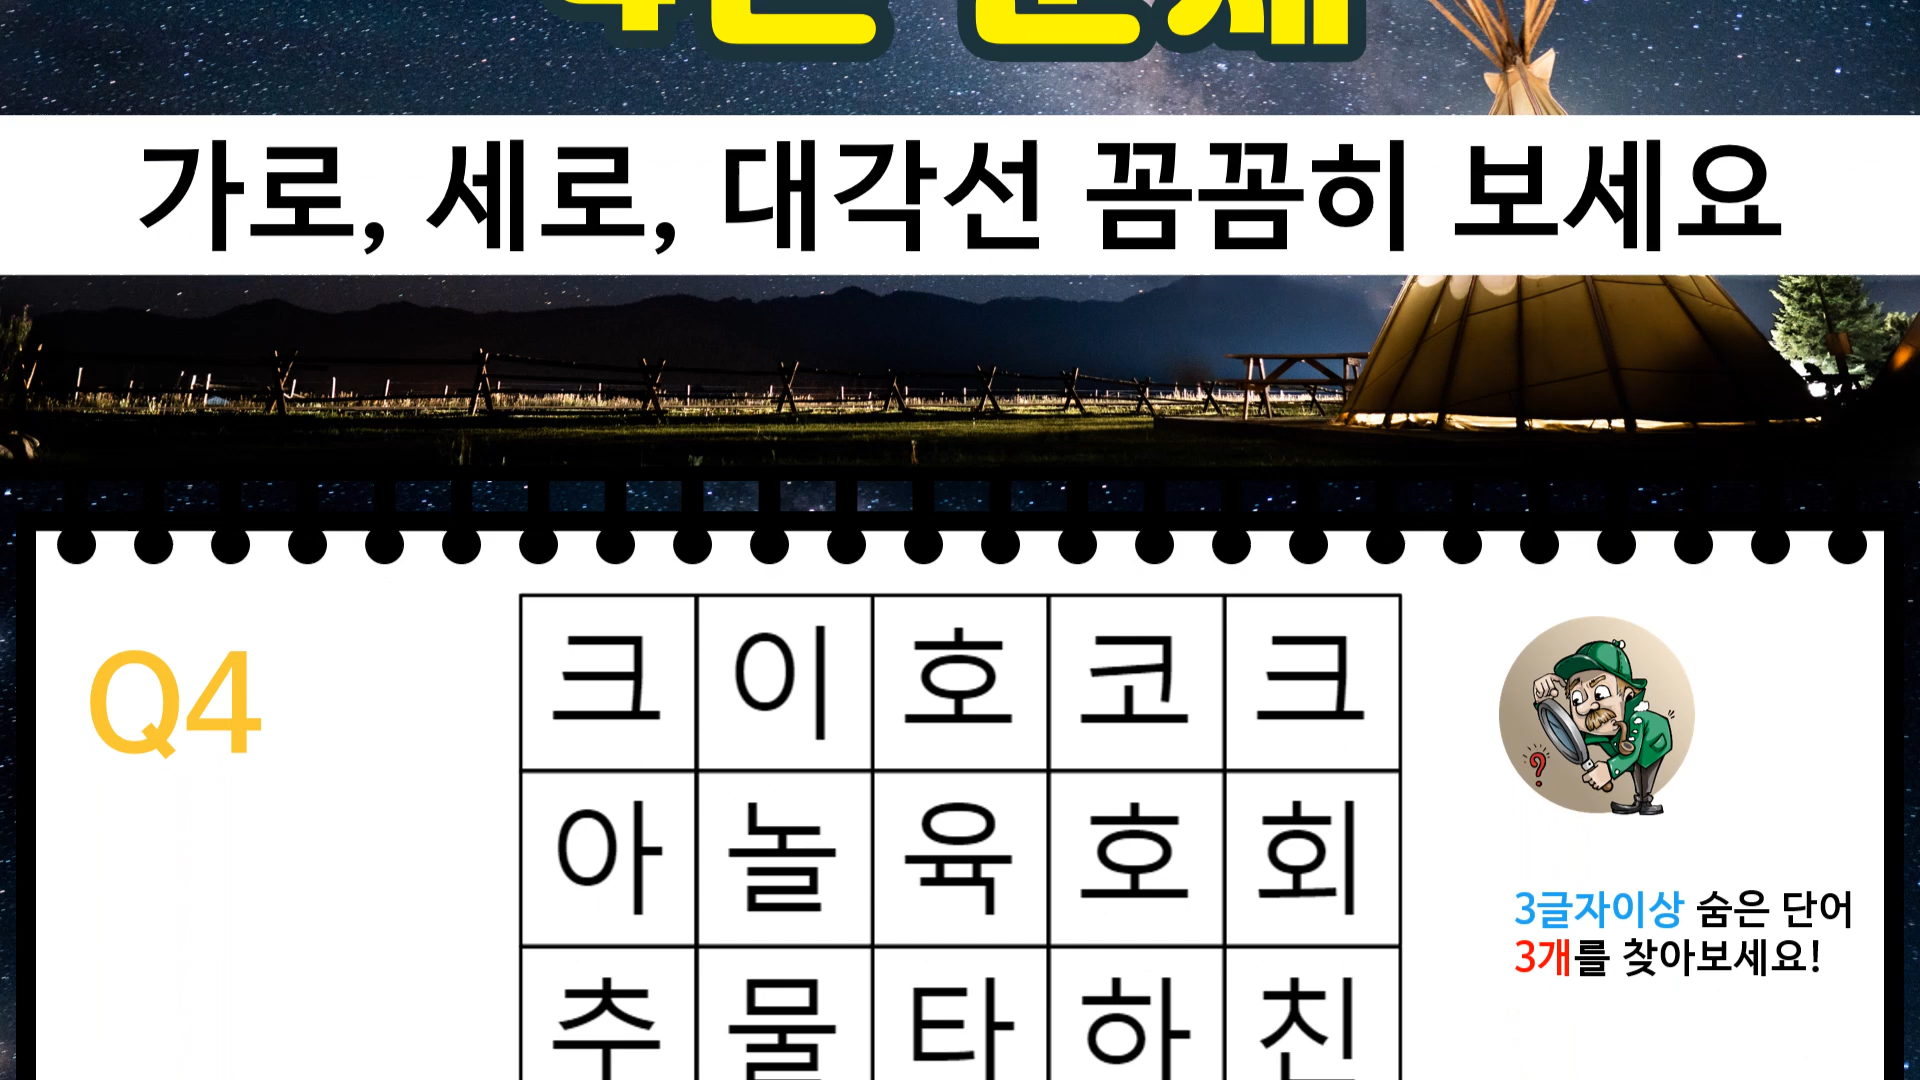 가로, 세로, 대각선 꼼꼼히 보세요
Q4
크 이 호 코 크
아 놀 육 호 회
추 물 타 하 친
3글자이상 숨은 단어
3개를 찾아보세요!